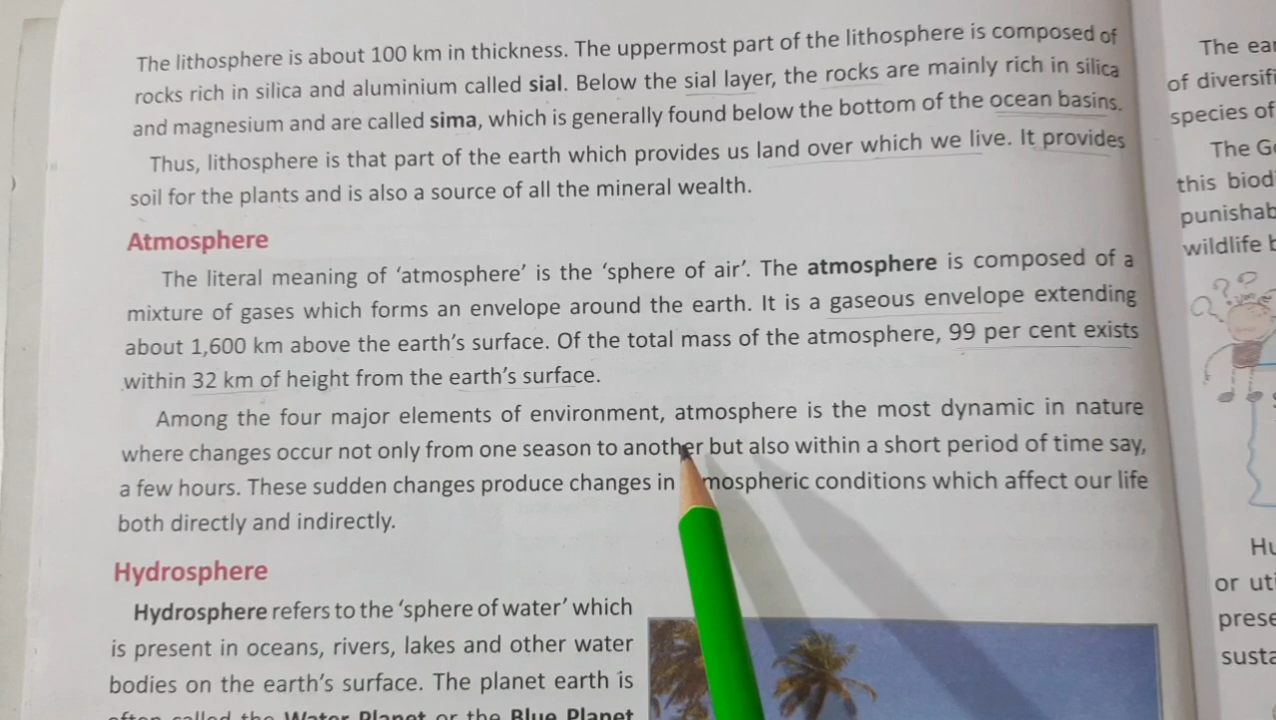 The lithosphere is about 100 km in thickness. The uppermost part of the lithosphere is composed of
rocks rich in silica and aluminium called sial. Below the sial layer, the rocks are mainly rich in silica
and magnesium and are called sima, which is generally found below the bottom of the ocean basins.
Thus, lithosphere is that part of the earth which provides us land over which we live. It provides
soil for the plants and is also a source of all the mineral wealth.
Atmosphere
The literal meaning of ‘atmosphere’ is the ‘sphere of air’. The atmosphere is composed of a
mixture of gases which forms an envelope around the earth. It is a gaseous envelope extending
about 1,600 km above the earth’s surface. Of the total mass of the atmosphere, 99 per cent exists
within 32 km of height from the earth’s surface.
Among the four major elements of environment, atmosphere is the most dynamic in nature
where changes occur not only from one season to another but also within a short period of time say,
a few hours. These sudden changes produce changes in mospheric conditions which affect our life
both directly and indirectly.
Hydrosphere
Hydrosphere refers to the ‘sphere of water’ which
is present in oceans, rivers, lakes and other water
bodies on the earth’s surface. The planet earth is
often called the Water Planet or the Blue Planet
The ear
of diversifi
species of
The G
this biod
punishab
wildlife b
Hu
or uti
prese
susta